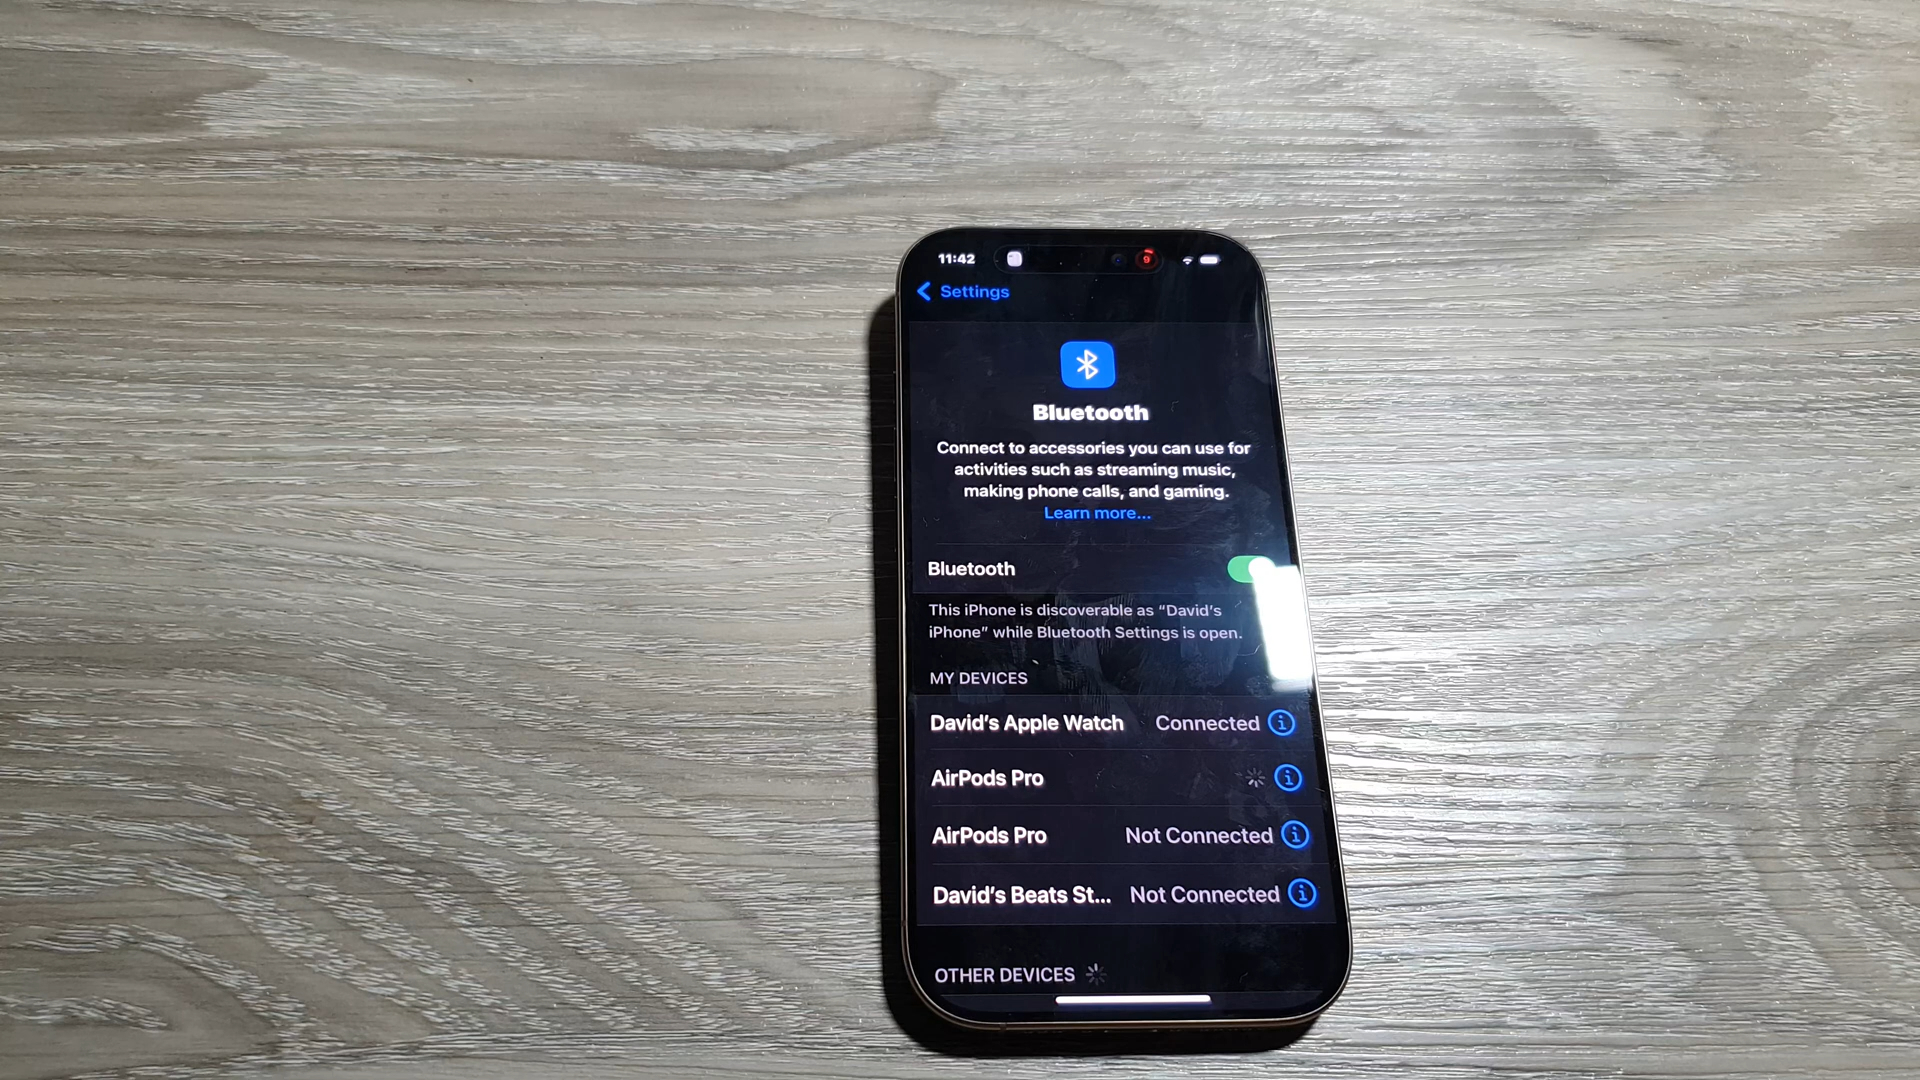 11:42
9
Settings
Bluetooth
Connect to accessories you can use for
activities such as streaming music,
making phone calls, and gaming.
Learn more...
Bluetooth
This iPhone is discoverable as “David’s
iPhone” while Bluetooth Settings is open.
MY DEVICES
David’s Apple Watch Connected
AirPods Pro
AirPods Pro Not Connected
David’s Beats St... Not Connected
OTHER DEVICES